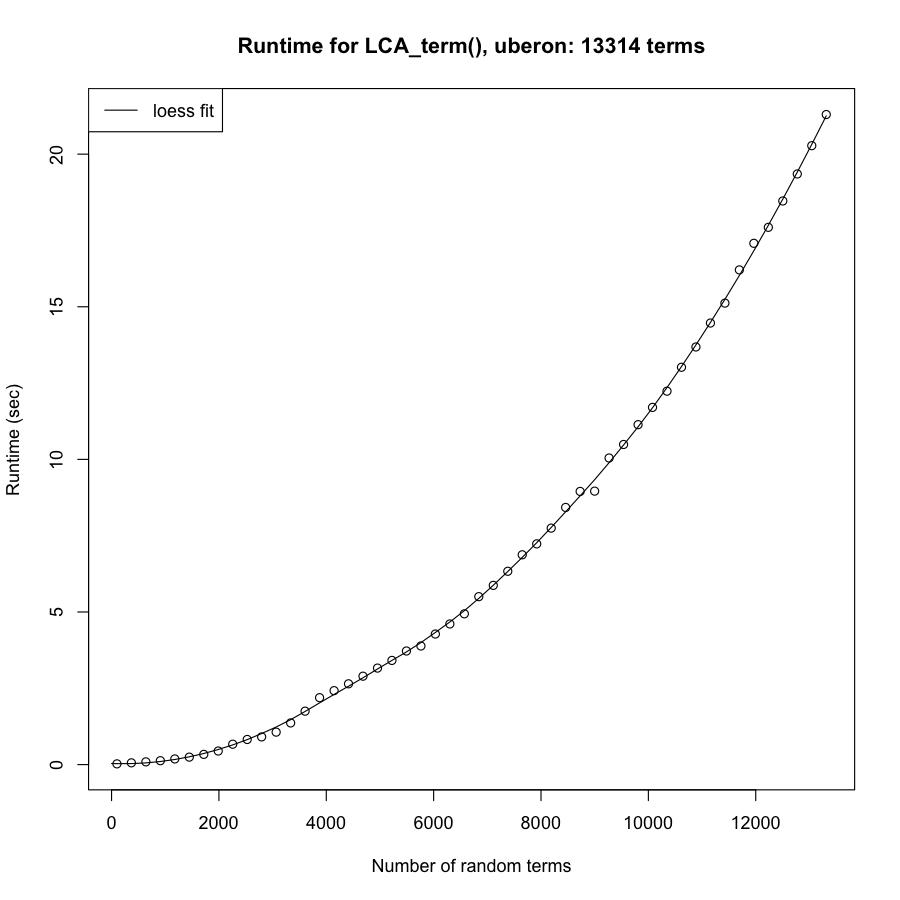 Runtime for LCA_term(), uberon: 13314 terms
loess fit
Runtime (sec)
20
15
10
5
0
0 2000 4000 6000 8000 10000 12000
Number of random terms